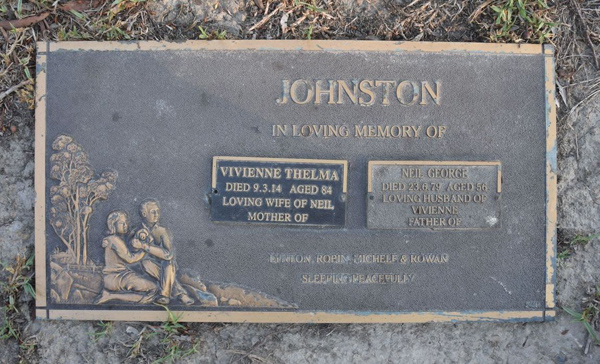 JOHNSTON
IN LOVING MEMORY OF
VIVIENNE THELMA
DIED 9.3.14 AGED 84
LOVING WIFE OF NEIL
MOTHER OF
NEIL GEORGE
DIED 23.6.79 AGED 56
LOVING HUSBAND OF
VIVIENNE
FATHER OF
ROBIN, MICHELE & ROWAN
SLEEPING PEACEFULLY